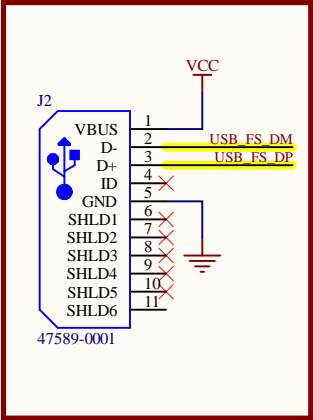 VCC
J2
VBUS 1
D- 2 USB_FS_DM
D+ 3 USB_FS_DP
ID 4
GND 5
SHLD1 6
SHLD2 7
SHLD3 8
SHLD4 9
SHLD5 10
SHLD6 11
47589-0001